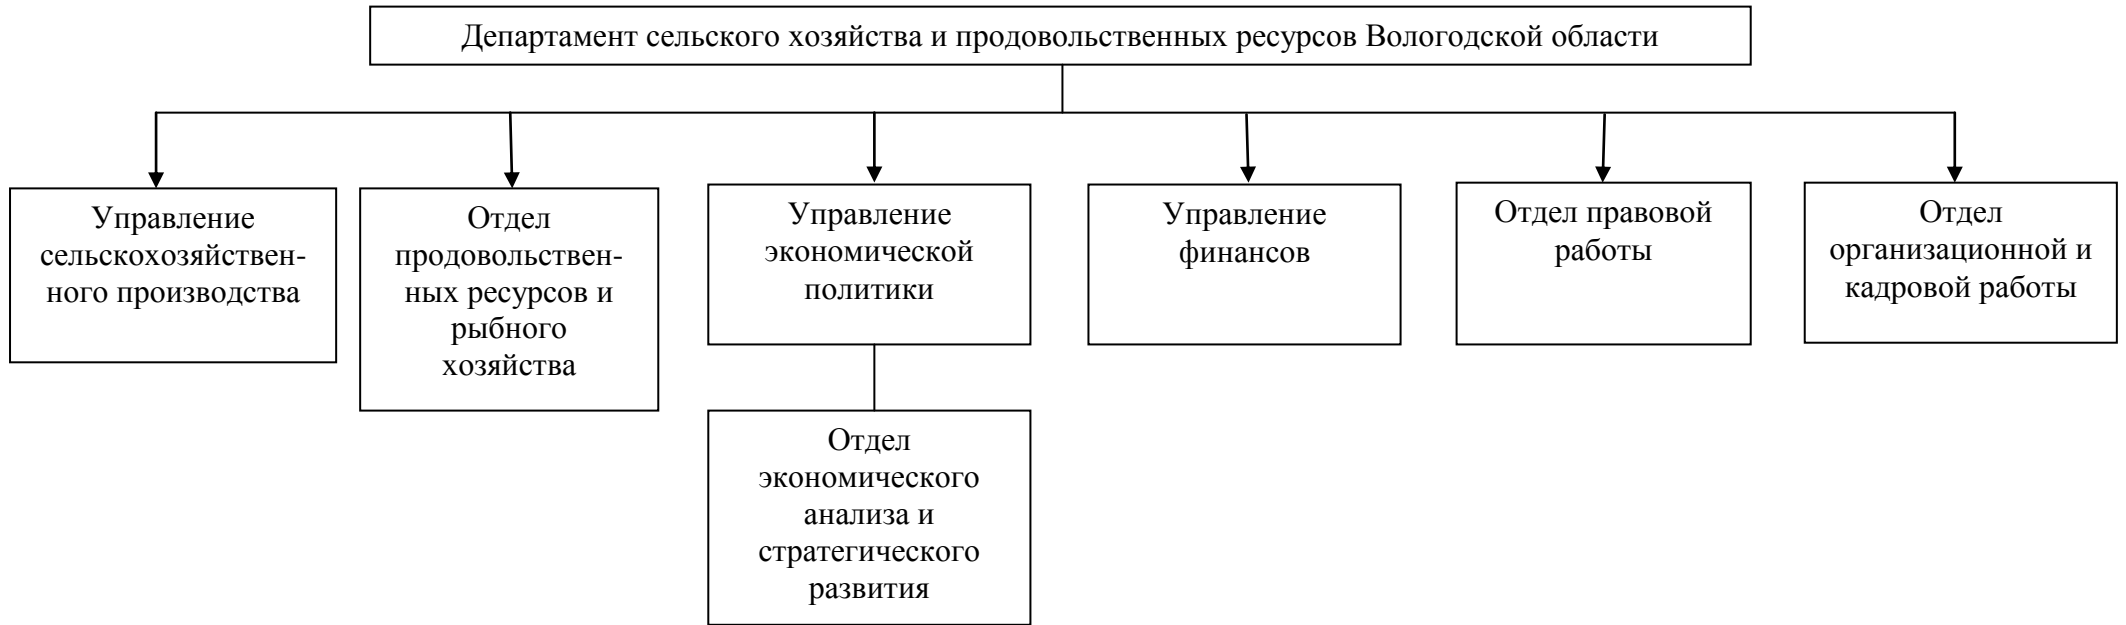 Департамент сельского хозяйства и продовольственных ресурсов Вологодской области
Управление
сельскохозяйствен-
ного производства
Отдел
продовольствен-
ных ресурсов и
рыбного
хозяйства
Управление
экономической
политики
Управление
финансов
Отдел правовой
работы
Отдел
организационной и
кадровой работы
Отдел
экономического
анализа и
стратегического
развития